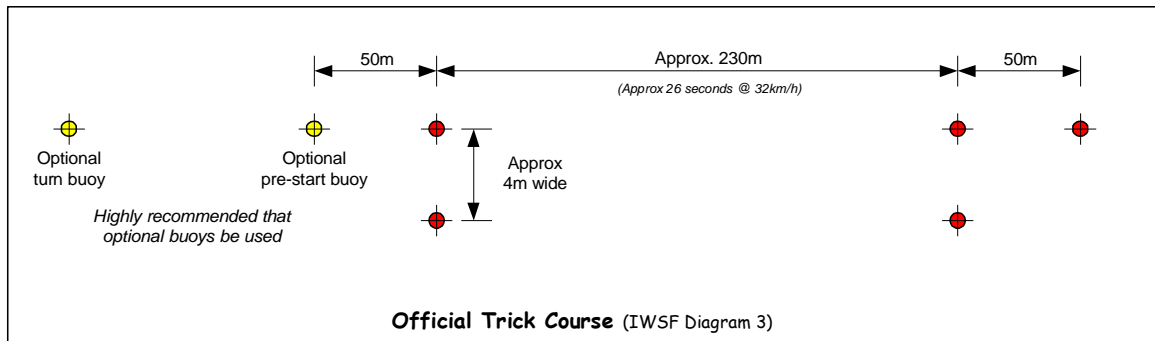 50m
Approx. 230m
50m
(Approx 26 seconds @ 32km/h)
Optional
turn buoy
Optional
pre-start buoy
Approx
4m wide
Highly recommended that
optional buoys be used
Official Trick Course (IWSF Diagram 3)